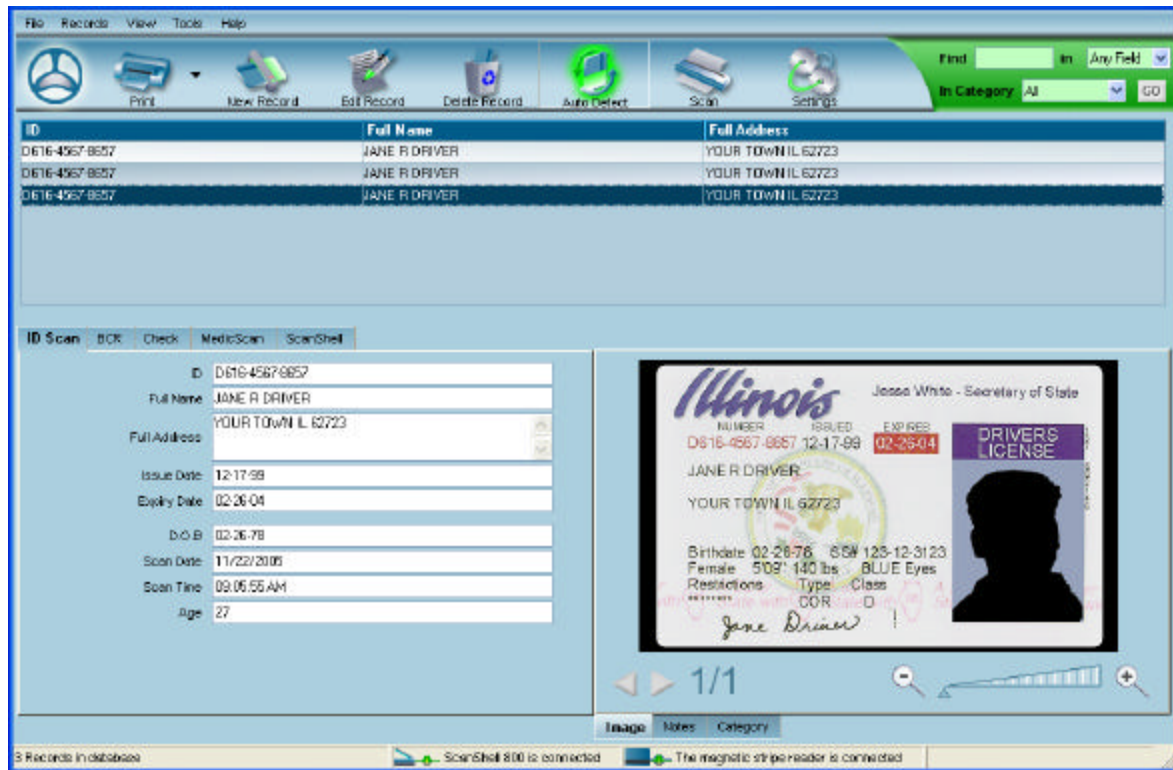 File Records View Tools Help
Print New Record Edit Record Delete Record Auto Detect Scan Settings
Find in Any Field
In Category All GO
ID Full Name Full Address
D616-4567-8657 JANE R DRIVER YOUR TOWN IL 62723
D616-4567-8657 JANE R DRIVER YOUR TOWN IL 62723
D616-4567-8657 JANE R DRIVER YOUR TOWN IL 62723
ID Scan BCR Check MedicScan ScanShell
ID D616-4567-8657
Full Name JANE R DRIVER
Full Address YOUR TOWN IL 62723
Issue Date 12-17-99
Expiry Date 02-26-04
D.O.B 02-26-78
Scan Date 11/22/2005
Scan Time 09:05:55 AM
Age 27
Illinois Jesse White - Secretary of State
NUMBER ISSUED EXPIRES
D616-4567-8657 12-17-99 02-26-04
DRIVERS
LICENSE
JANE R DRIVER
YOUR TOWN IL 62723
Birthdate 02-26-78 SS# 123-12-3123
Female 5'09" 140 lbs BLUE Eyes
Restrictions Type Class
******** COR D
Jane Driver
1/1
Image Notes Category
3 Records in database ScanShell 800 is connected The magnetic stripe reader is connected